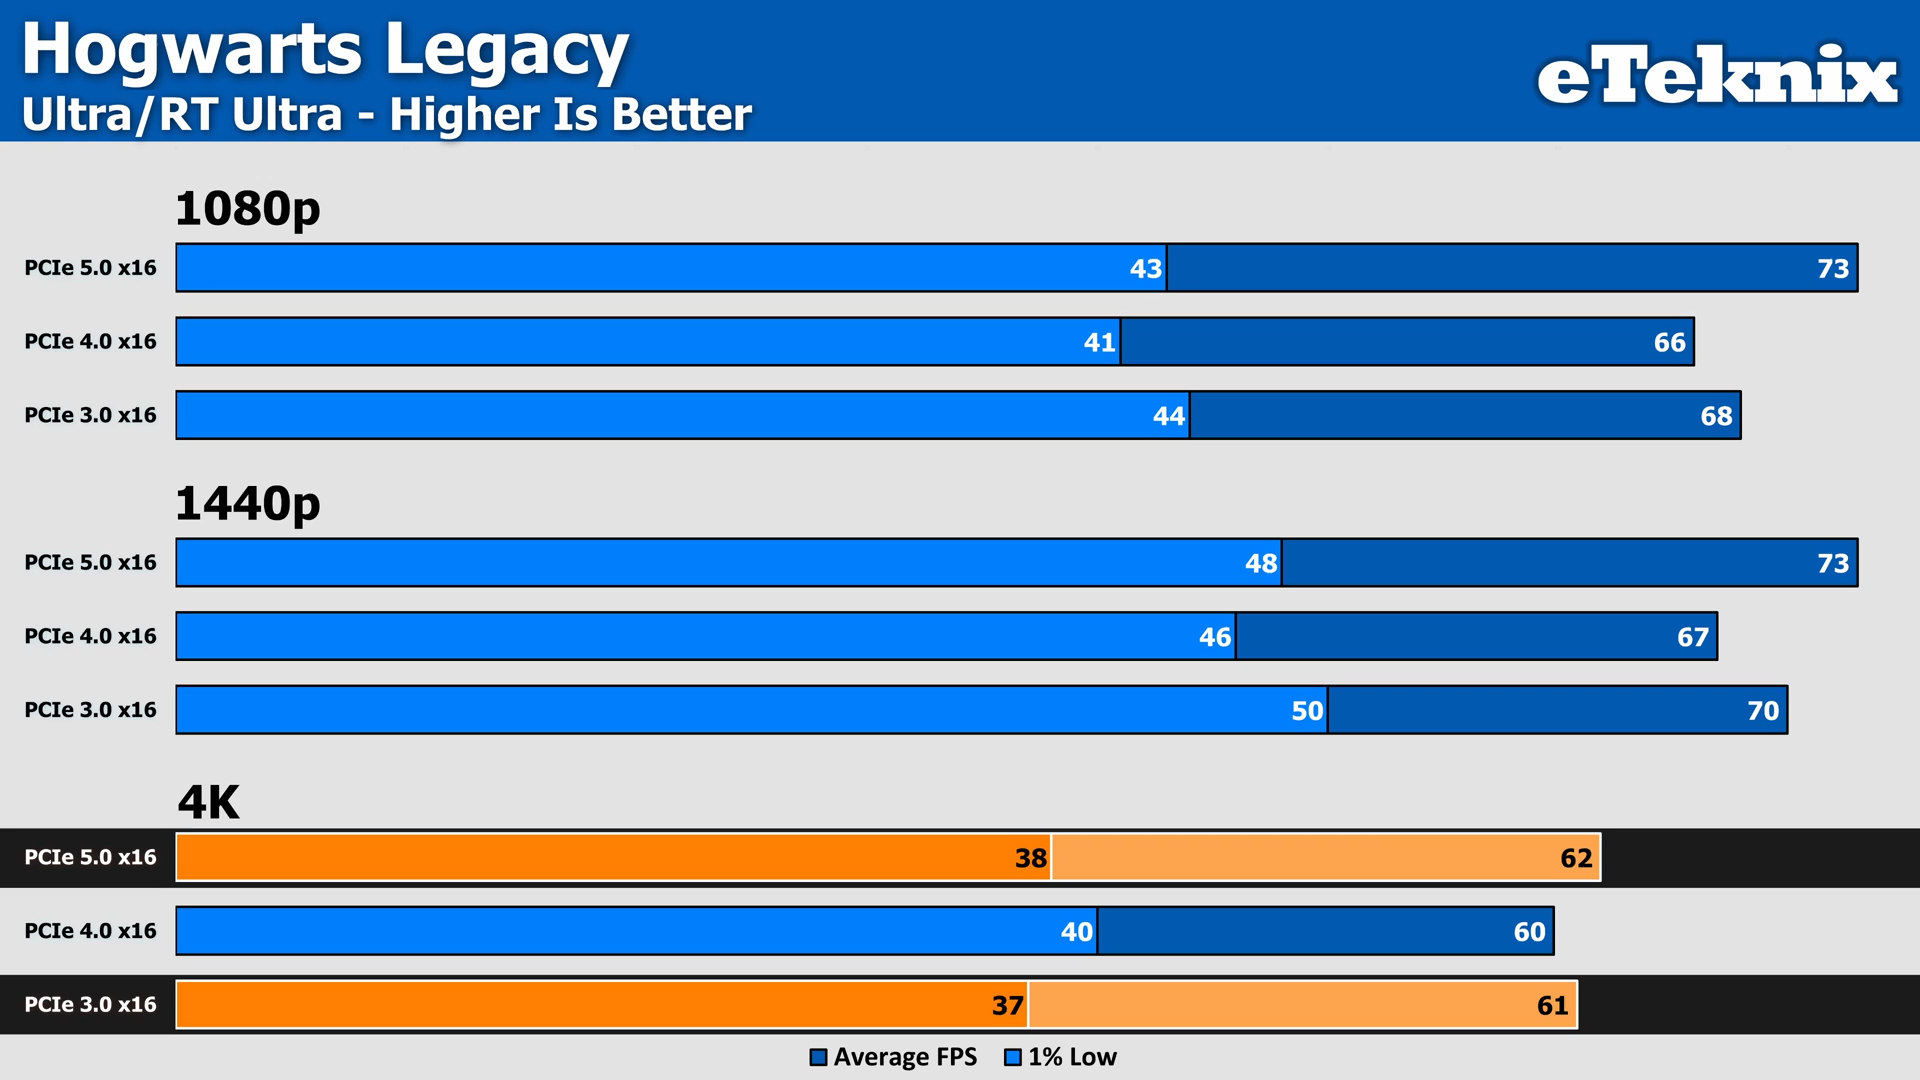 Hogwarts Legacy
Ultra/RT Ultra - Higher Is Better
eTeknix
1080p
PCIe 5.0 x16 43 73
PCIe 4.0 x16 41 66
PCIe 3.0 x16 44 68
1440p
PCIe 5.0 x16 48 73
PCIe 4.0 x16 46 67
PCIe 3.0 x16 50 70
4K
PCIe 5.0 x16 38 62
PCIe 4.0 x16 40 60
PCIe 3.0 x16 37 61
Average FPS 1% Low